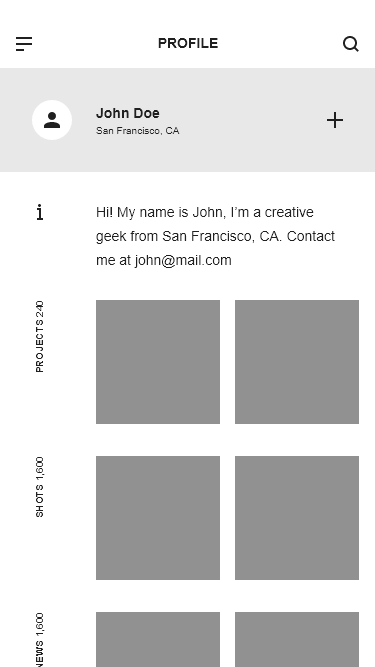 PROFILE
John Doe
San Francisco, CA
i
Hi! My name is John, I'm a creative
geek from San Francisco, CA. Contact
me at john@mail.com
PROJECTS 240
SHOTS 1,600
NEWS 1,600